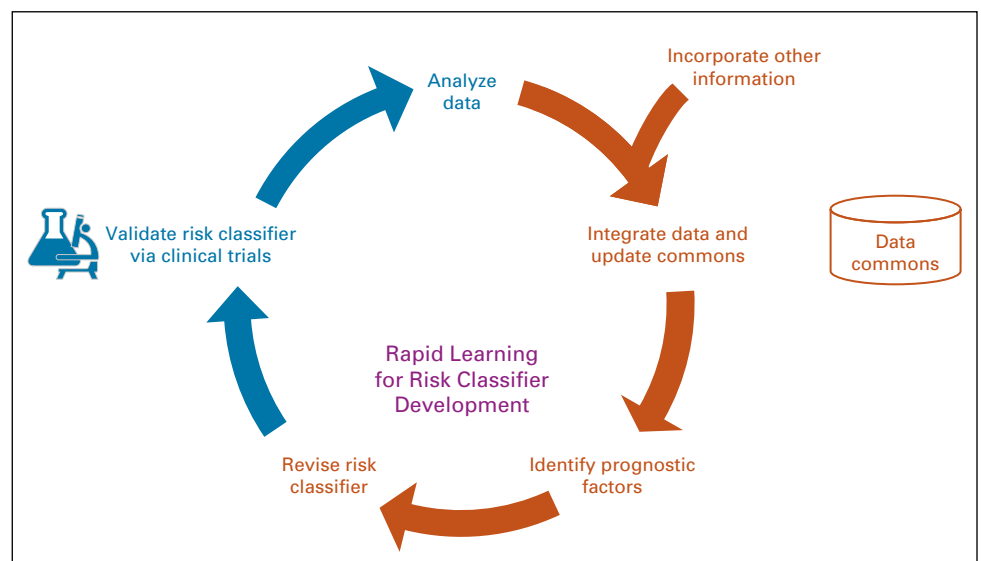 Analyze
data
Incorporate other
information
Integrate data and
update commons
Data
commons
Identify prognostic
factors
Revise risk
classifier
Validate risk classifier
via clinical trials
Rapid Learning
for Risk Classifier
Development